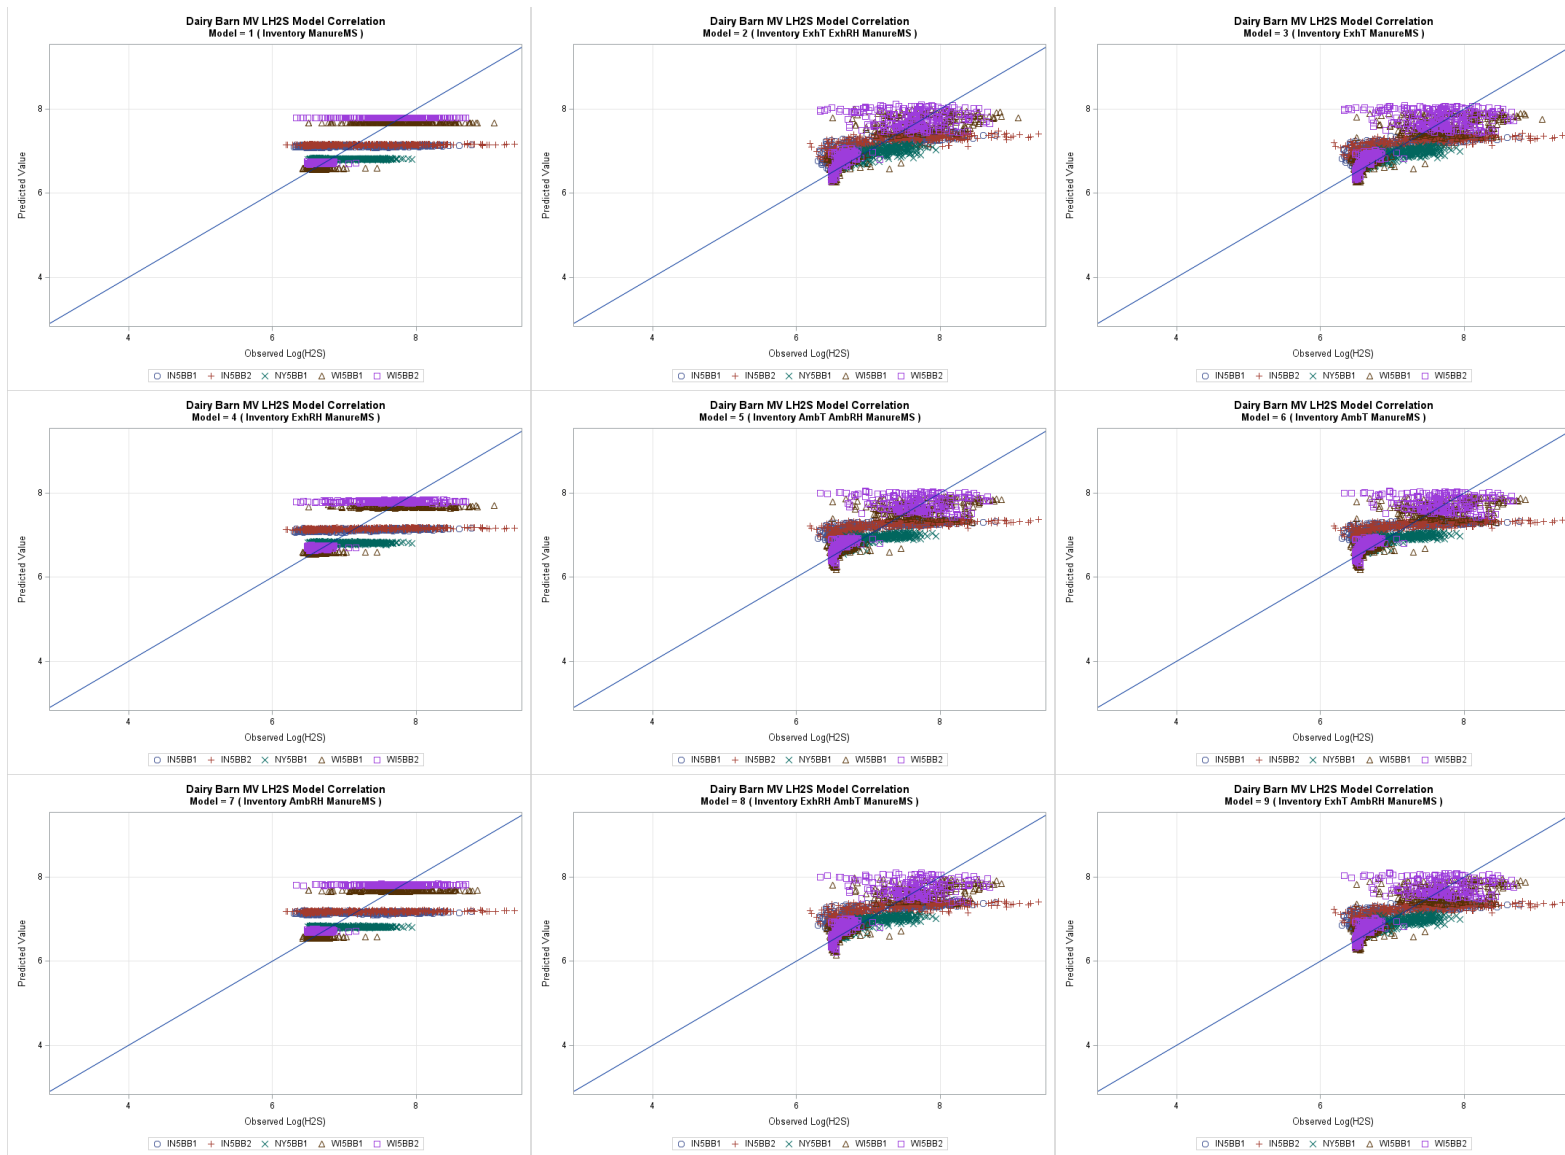 Dairy Barn MV LH2S Model Correlation
Model = 1 ( Inventory ManureMS )
8
6
4
Predicted Value
4 6 8
Observed Log(H2S)
IN5BB1 IN5BB2 NY5BB1 WI5BB1 WI5BB2
Dairy Barn MV LH2S Model Correlation
Model = 2 ( Inventory ExhT ExhRH ManureMS )
8
6
4
Predicted Value
4 6 8
Observed Log(H2S)
IN5BB1 IN5BB2 NY5BB1 WI5BB1 WI5BB2
Dairy Barn MV LH2S Model Correlation
Model = 3 ( Inventory ExhT ManureMS )
8
6
4
Predicted Value
4 6 8
Observed Log(H2S)
IN5BB1 IN5BB2 NY5BB1 WI5BB1 WI5BB2
Dairy Barn MV LH2S Model Correlation
Model = 4 ( Inventory ExhRH ManureMS )
8
6
4
Predicted Value
4 6 8
Observed Log(H2S)
IN5BB1 IN5BB2 NY5BB1 WI5BB1 WI5BB2
Dairy Barn MV LH2S Model Correlation
Model = 5 ( Inventory AmbT AmbRH ManureMS )
8
6
4
Predicted Value
4 6 8
Observed Log(H2S)
IN5BB1 IN5BB2 NY5BB1 WI5BB1 WI5BB2
Dairy Barn MV LH2S Model Correlation
Model = 6 ( Inventory AmbT ManureMS )
8
6
4
Predicted Value
4 6 8
Observed Log(H2S)
IN5BB1 IN5BB2 NY5BB1 WI5BB1 WI5BB2
Dairy Barn MV LH2S Model Correlation
Model = 7 ( Inventory AmbRH ManureMS )
8
6
4
Predicted Value
4 6 8
Observed Log(H2S)
IN5BB1 IN5BB2 NY5BB1 WI5BB1 WI5BB2
Dairy Barn MV LH2S Model Correlation
Model = 8 ( Inventory ExhRH AmbT ManureMS )
8
6
4
Predicted Value
4 6 8
Observed Log(H2S)
IN5BB1 IN5BB2 NY5BB1 WI5BB1 WI5BB2
Dairy Barn MV LH2S Model Correlation
Model = 9 ( Inventory ExhT AmbRH ManureMS )
8
6
4
Predicted Value
4 6 8
Observed Log(H2S)
IN5BB1 IN5BB2 NY5BB1 WI5BB1 WI5BB2